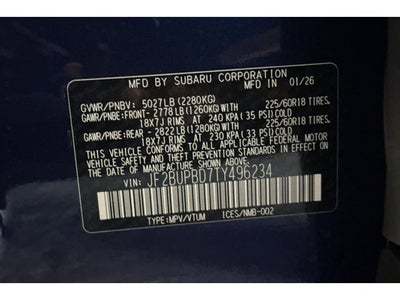 MFD BY SUBARU CORPORATION
MADE IN JAPAN 01/26
GVWR/PNBV: 5027LB (2280KG)
GAWR/PNBE:FRONT- 2778LB (1260KG)WITH 225/60R18 TIRES.
18X7J RIMS AT 240 KPA (35 PSI)COLD
GAWR/PNBE:REAR - 2822LB (1280KG)WITH 225/60R18 TIRES.
18X7J RIMS AT 230 KPA (33 PSI)COLD
THIS VEHICLE CONFORMS TO ALL APPLICABLE FEDERAL MOTOR
VEHICLE SAFETY AND THEFT PREVENTION STANDARDS IN EFFECT ON
THE DATE OF MANUFACTURE SHOWN ABOVE.
VIN: JF2BUPBD7TY496234
TYPE:MPV/VTUM ICES/NMB-002